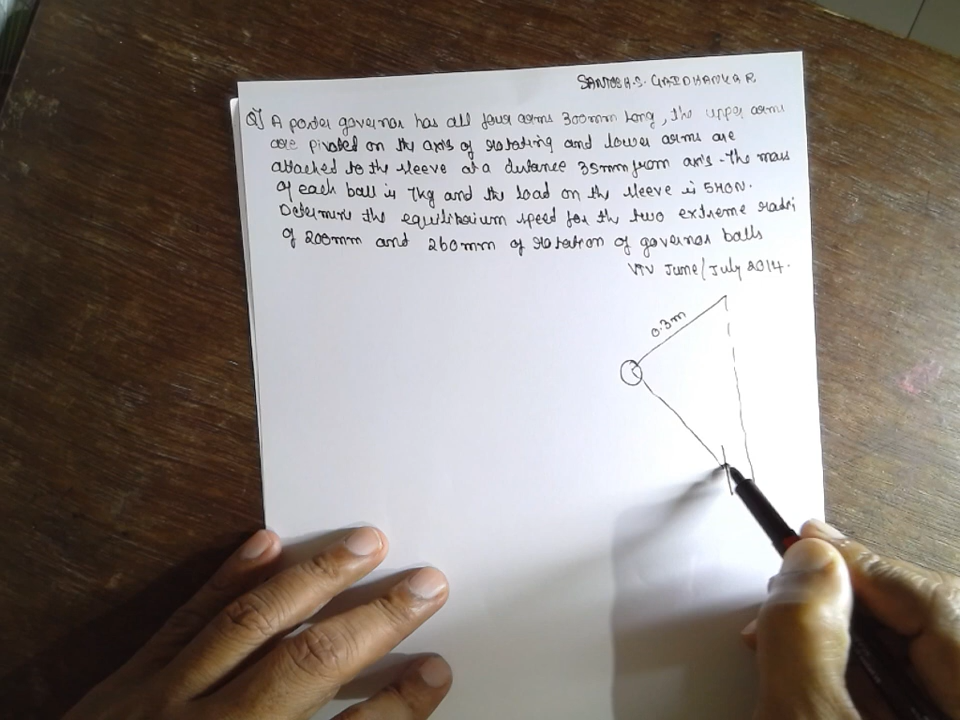 SANTOSH.S. GAIDHANKAR
Q) A porter governor has all four arms 300mm long, the upper arms
are pivoted on the axis of rotating and lower arms are
attached to the sleeve at a distance 35mm from axis. The mass
of each ball is 7kg and the load on the sleeve is 540N.
Determine the equilibrium speed for the two extreme radii
of 200mm and 260mm of rotation of governor balls
VTU June/July 2014.
0.3m